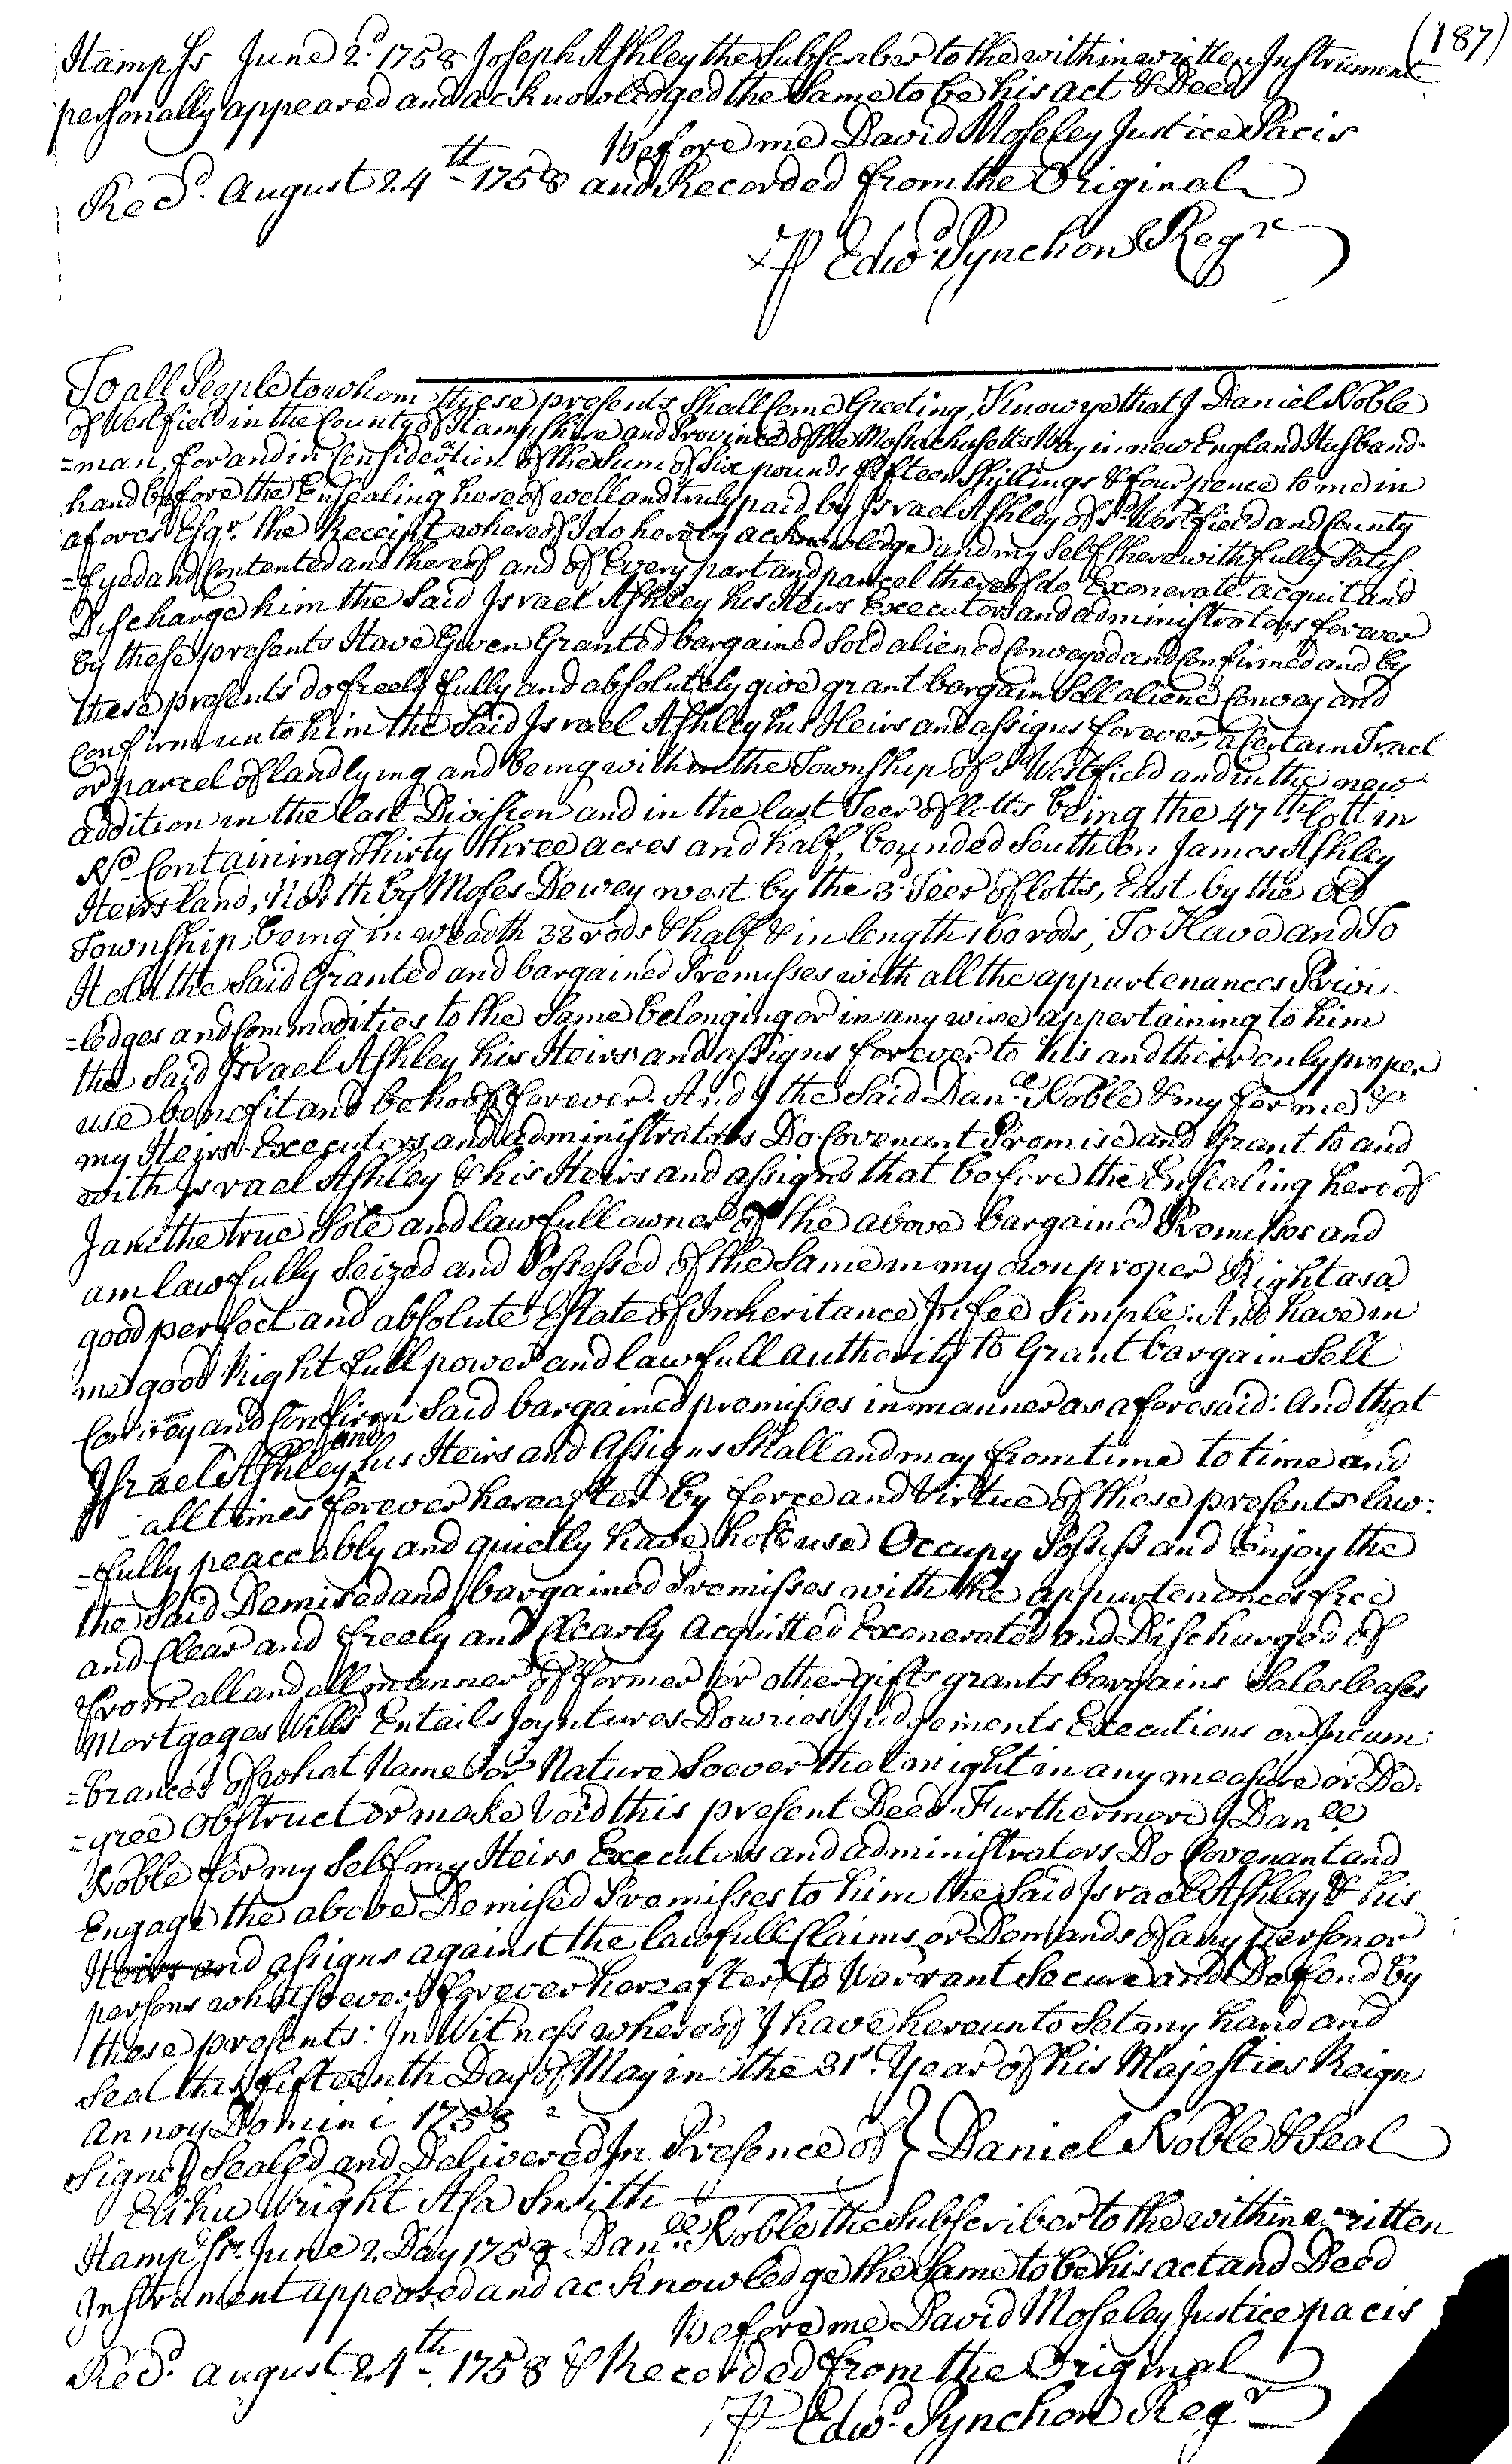 (187)
Hampss June 2d. 1758 Joseph Ashley the Subscriber to the within written Instrument
personally appeared and acknowledged the Same to be his act & Deed
Before me David Moseley Justice Pacis
Recd. August 24th 1758 and Recorded from the Original
P Edwd. Pynchon Regr
To all People to whom these presents Shall Come Greeting, Know ye that I Daniel Noble
of Westfield in the County of Hampshire and Province of the Massachusetts Bay in new England Husband-
=man, for and in Consideration of the Sum of Six pounds fifteen Shillings & four pence to me in
hand before the Ensealing hereof well and truly paid by Israel Ashley of sd. Westfield and County
aforesd Esqr. the Receipt whereof I do hereby acknowledge and my Self therewith fully Satis-
=fyed and Contented and thereof and of Every part and parcel thereof do Exonerate acquit and
Discharge him the Said Israel Ashley his Heirs Executors and administrators forever
by these presents Have Given Granted bargained Sold aliened Conveyed and Confirmed and by
these presents do freely fully and absolutely give grant bargain Sell aliene Convey and
Confirm unto him the Said Israel Ashley his Heirs and assigns forever, a Certain Tract
or parcel of land lying and being within the Township of sd Westfield and in the new
addition in the last Division and in the last Teer of lotts being the 47th. lott in
sd. Containing Thirty three acres and half, bounded South on James Ashley
Heirs land, North by Moses Dewey west by the 3d. Teer of lotts, East by the old
Township being in weadth 33 rods & half & in length 160 rods, To Have and To
Hold the Said Granted and bargained Premisses with all the appurtenances Privi-
=ledges and Commodities to the Same belonging or in any wise appertaining to him
the Said Israel Ashley his Heirs and assigns forever to his and their only proper
use benefit and behoof forever. And I the Said Danll. Noble & my for me &
my Heirs Executors and administrators Do Covenant Promise and Grant to and
with Israel Ashley & his Heirs and assigns that before the Ensealing hereof
I am the true Sole and lawfull owner of the above bargained Premisses and
am lawfully Seized and Possessed of the Same in my own proper Right as a
good perfect and absolute Estate of Inheritance In fee Simple: And have in
me good Right full power and lawfull authority to Grant bargain Sell
Convey and Confirm Said bargained premisses in manner as aforesaid: And that
Israel Ashley and his Heirs and Assigns Shall and may from time to time and
all times forever hereafter by force and Virtue of these presents law:
=fully peaceably and quietly have hold use Occupy Possess and Enjoy the
the Said Demised and bargained Premisses with the appurtenances free
and Clear and freely and Clearly Acquitted Exonerated and Discharged of
from all and all manner of former or other gifts grants bargains Sales leases
Mortgages Wills Entails Joyntures Dowries Judgements Executions or Incum:
=brances of what Name or Nature Soever that might in any measure or De:
=gree Obstruct or make Void this present Deed. Furthermore I Danll
Noble for my Self my Heirs Executors and administrators Do Covenant and
Engage the above Demised Premisses to him the Said Israel Ashley & his
Heirs and assigns against the lawfull Claims or Demands of any person or
persons whatsoever forever hereafter to Warrant Secure and Defend by
these presents: In Witness whereof I have hereunto Set my hand and
Seal this fifteenth Day of May in the 31st. Year of his Majesties Reign
Annoy Domini 1758
Signed Sealed and Delivered In Presence of } Daniel Noble & Seal
Elihu Wright Asa Smith
Hampsr. June 2 Day 1758 Danll. Noble the Subscriber to the within written
Instrument appeared and acknowledge the Same to be his act and Deed
Before me David Moseley Justice pacis
Recd. August 24th. 1758 & Recorded from the Original
P Edwd. Pynchon Regr